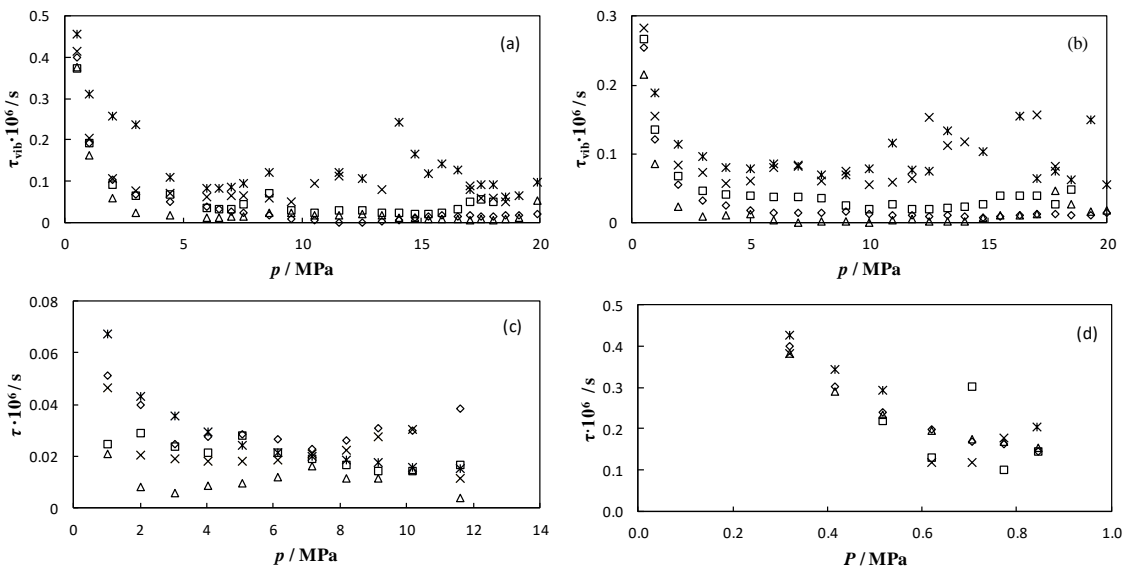 0.5
0.4
0.3
0.2
0.1
0
τvib·10⁶/s
(a)
0 5 10 15 20
p / MPa
0.3
0.2
0.1
0
τvib·10⁶/s
(b)
0 5 10 15 20
p / MPa
0.08
0.06
0.04
0.02
0
τ·10⁶/s
(c)
0 2 4 6 8 10 12 14
p / MPa
0.5
0.4
0.3
0.2
0.1
0.0
τ·10⁶/s
(d)
0.0 0.2 0.4 0.6 0.8 1.0
P / MPa